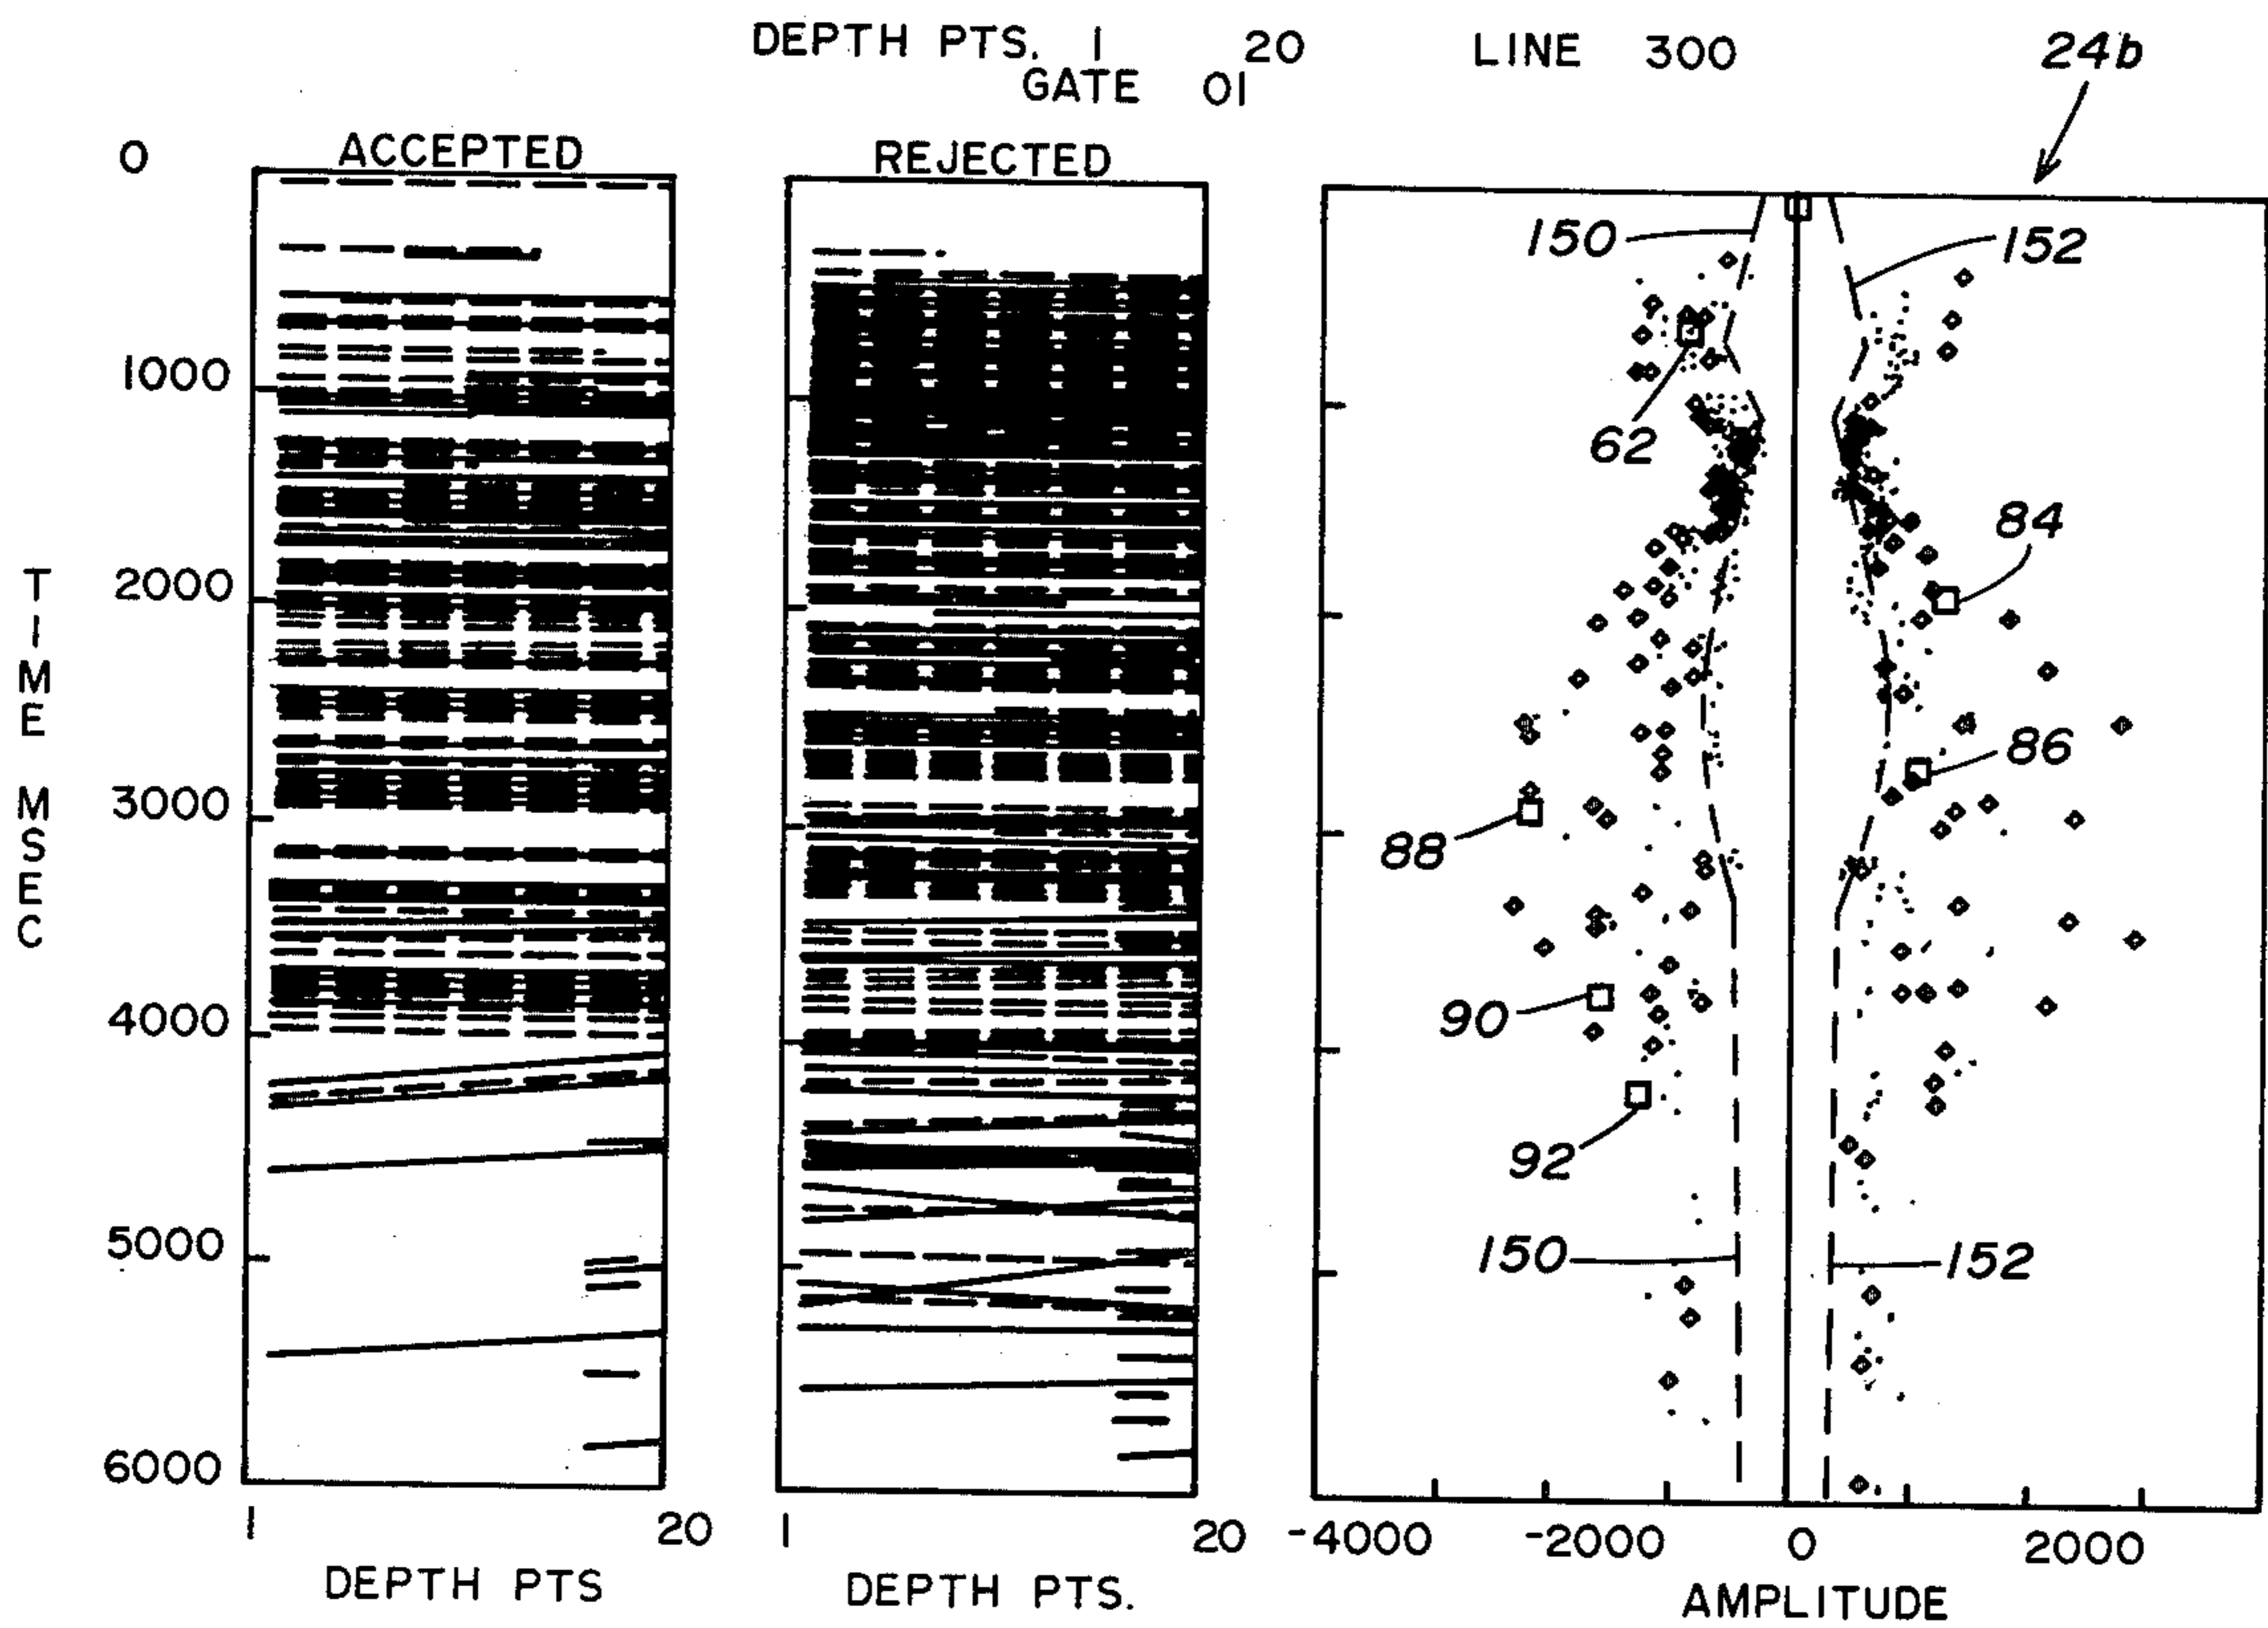 DEPTH PTS. 1 20 LINE 300 24b
GATE 01
0 ACCEPTED REJECTED
150 152
1000
62
84
2000
TIME MSEC
86
3000
88
90
4000
92
150 152
5000
6000
1 20 1 20 -4000 -2000 0 2000
DEPTH PTS DEPTH PTS. AMPLITUDE